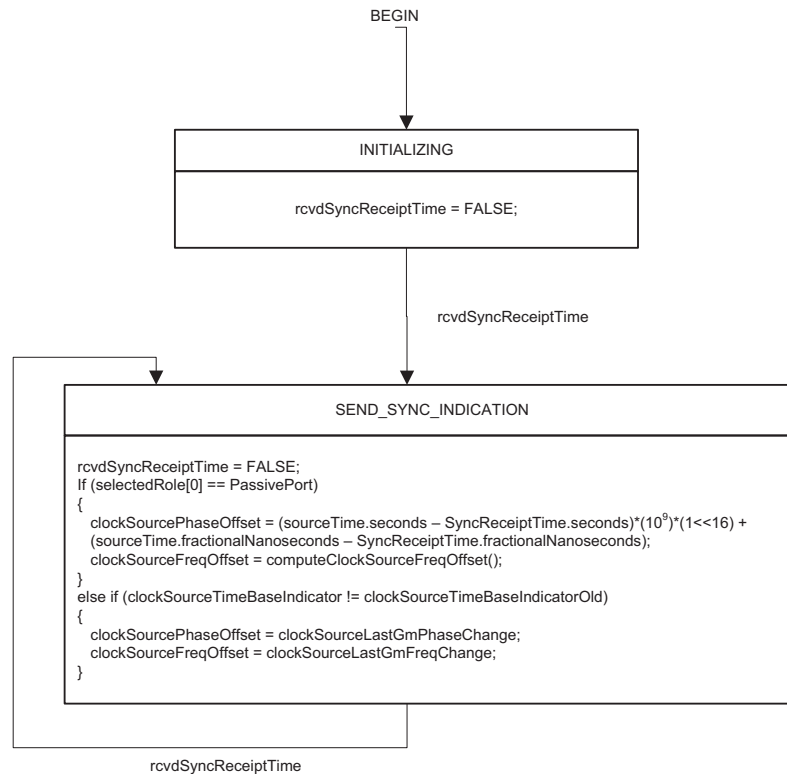 BEGIN
INITIALIZING
rcvdSyncReceiptTime = FALSE;
rcvdSyncReceiptTime
SEND_SYNC_INDICATION
rcvdSyncReceiptTime = FALSE;
If (selectedRole[0] == PassivePort)
{
clockSourcePhaseOffset = (sourceTime.seconds – SyncReceiptTime.seconds)*(10⁹)*(1<<16) +
(sourceTime.fractionalNanoseconds – SyncReceiptTime.fractionalNanoseconds);
clockSourceFreqOffset = computeClockSourceFreqOffset();
}
else if (clockSourceTimeBaseIndicator != clockSourceTimeBaseIndicatorOld)
{
clockSourcePhaseOffset = clockSourceLastGmPhaseChange;
clockSourceFreqOffset = clockSourceLastGmFreqChange;
}
rcvdSyncReceiptTime